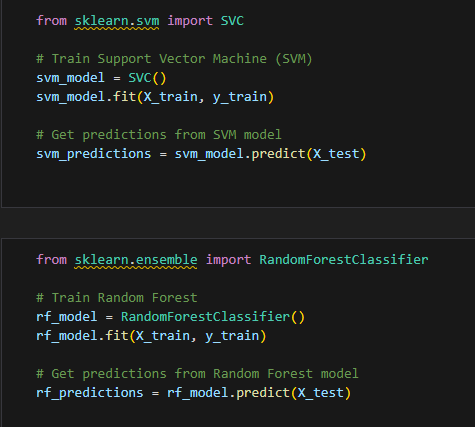 from sklearn.svm import SVC
# Train Support Vector Machine (SVM)
svm_model = SVC()
svm_model.fit(X_train, y_train)
# Get predictions from SVM model
svm_predictions = svm_model.predict(X_test)
from sklearn.ensemble import RandomForestClassifier
# Train Random Forest
rf_model = RandomForestClassifier()
rf_model.fit(X_train, y_train)
# Get predictions from Random Forest model
rf_predictions = rf_model.predict(X_test)